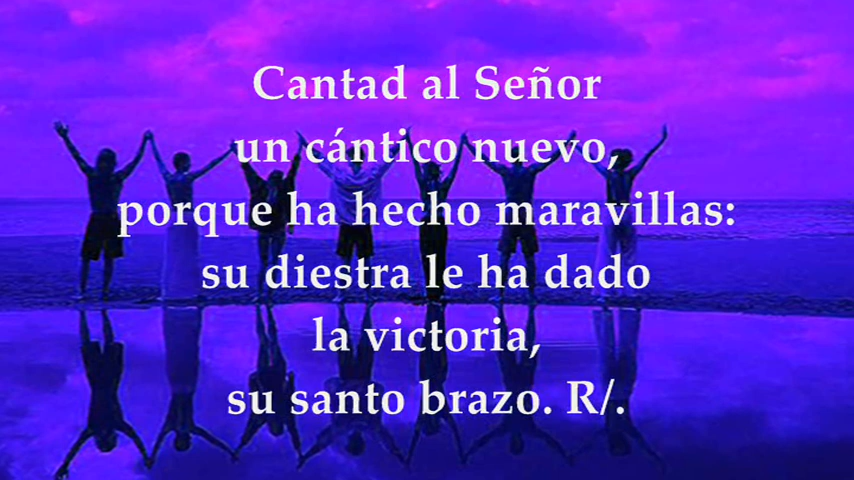 Cantad al Señor
un cántico nuevo,
porque ha hecho maravillas:
su diestra le ha dado
la victoria,
su santo brazo. R/.